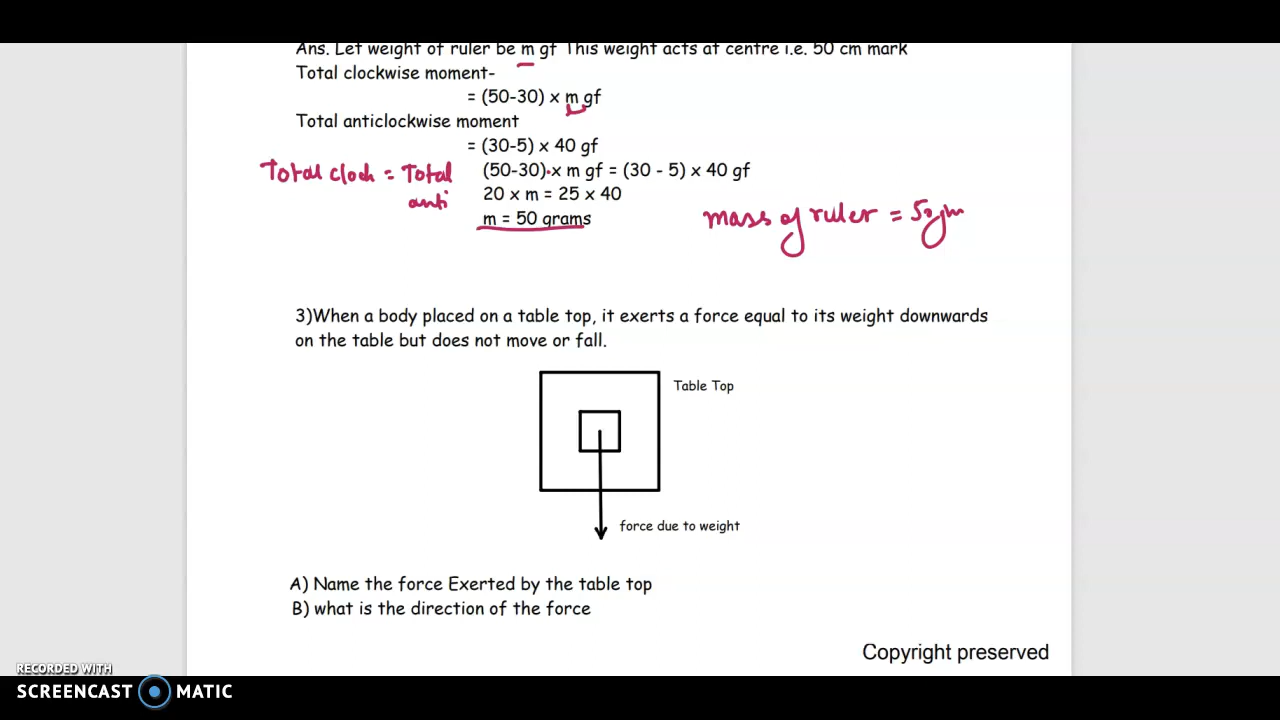 Ans. Let weight of ruler be m gf This weight acts at centre i.e. 50 cm mark
Total clockwise moment-
= (50-30) x m gf
Total anticlockwise moment
= (30-5) x 40 gf
Total clock = Total anti
(50-30) x m gf = (30 - 5) x 40 gf
20 x m = 25 x 40
m = 50 grams
mass of ruler = 50 gm
3)When a body placed on a table top, it exerts a force equal to its weight downwards
on the table but does not move or fall.
Table Top
force due to weight
A) Name the force Exerted by the table top
B) what is the direction of the force
Copyright preserved
RECORDED WITH
SCREENCAST MATIC